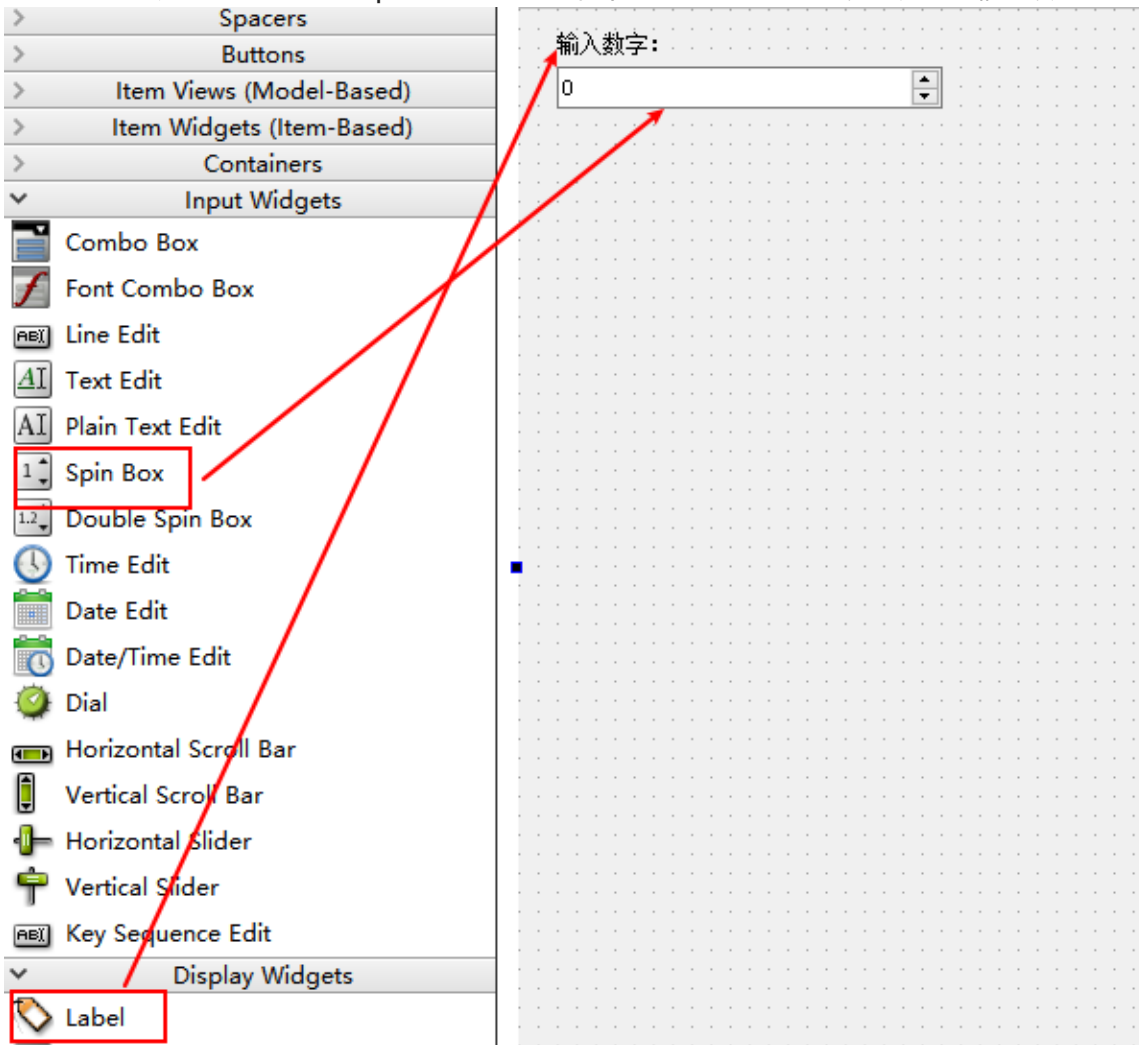 Spacers
Buttons
Item Views (Model-Based)
Item Widgets (Item-Based)
Containers
Input Widgets
Combo Box
Font Combo Box
Line Edit
Text Edit
Plain Text Edit
Spin Box
Double Spin Box
Time Edit
Date Edit
Date/Time Edit
Dial
Horizontal Scroll Bar
Vertical Scroll Bar
Horizontal Slider
Vertical Slider
Key Sequence Edit
Display Widgets
Label
输入数字:
0